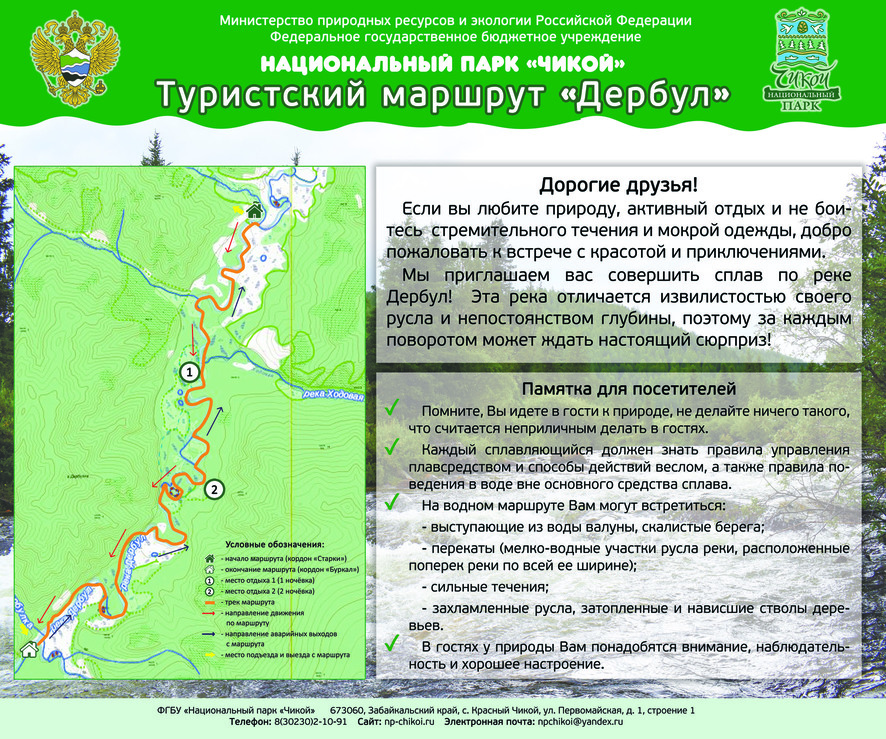 Министерство природных ресурсов и экологии Российской Федерации
Федеральное государственное бюджетное учреждение
НАЦИОНАЛЬНЫЙ ПАРК «ЧИКОЙ»
Туристский маршрут «Дербул»
Чикой
НАЦИОНАЛЬНЫЙ
ПАРК
Дорогие друзья!
Если вы любите природу, активный отдых и не бои-
тесь стремительного течения и мокрой одежды, добро
пожаловать к встрече с красотой и приключениями.
Мы приглашаем вас совершить сплав по реке
Дербул! Эта река отличается извилистостью своего
русла и непостоянством глубины, поэтому за каждым
поворотом может ждать настоящий сюрприз!
1
река-Ходовая
2
Условные обозначения:
- начало маршрута (кордон «Старки»)
- окончание маршрута (кордон «Буркал»)
1 - место отдыха 1 (1 ночёвка)
2 - место отдыха 2 (2 ночёвка)
- трек маршрута
- направление движения
по маршруту
- направление аварийных выходов
с маршрута
- место подъезда и выезда с маршрута
Памятка для посетителей
Помните, Вы идете в гости к природе, не делайте ничего такого,
что считается неприличным делать в гостях.
Каждый сплавляющийся должен знать правила управления
плавсредством и способы действий веслом, а также правила по-
ведения в воде вне основного средства сплава.
На водном маршруте Вам могут встретиться:
- выступающие из воды валуны, скалистые берега;
- перекаты (мелко-водные участки русла реки, расположенные
поперек реки по всей ее ширине);
- сильные течения;
- захламленные русла, затопленные и нависшие стволы дере-
вьев.
В гостях у природы Вам понадобятся внимание, наблюдатель-
ность и хорошее настроение.
ФГБУ «Национальный парк «Чикой» 673060, Забайкальский край, с. Красный Чикой, ул. Первомайская, д. 1, строение 1
Телефон: 8(30230)2-10-91 Сайт: np-chikoi.ru Электронная почта: npchikoi@yandex.ru